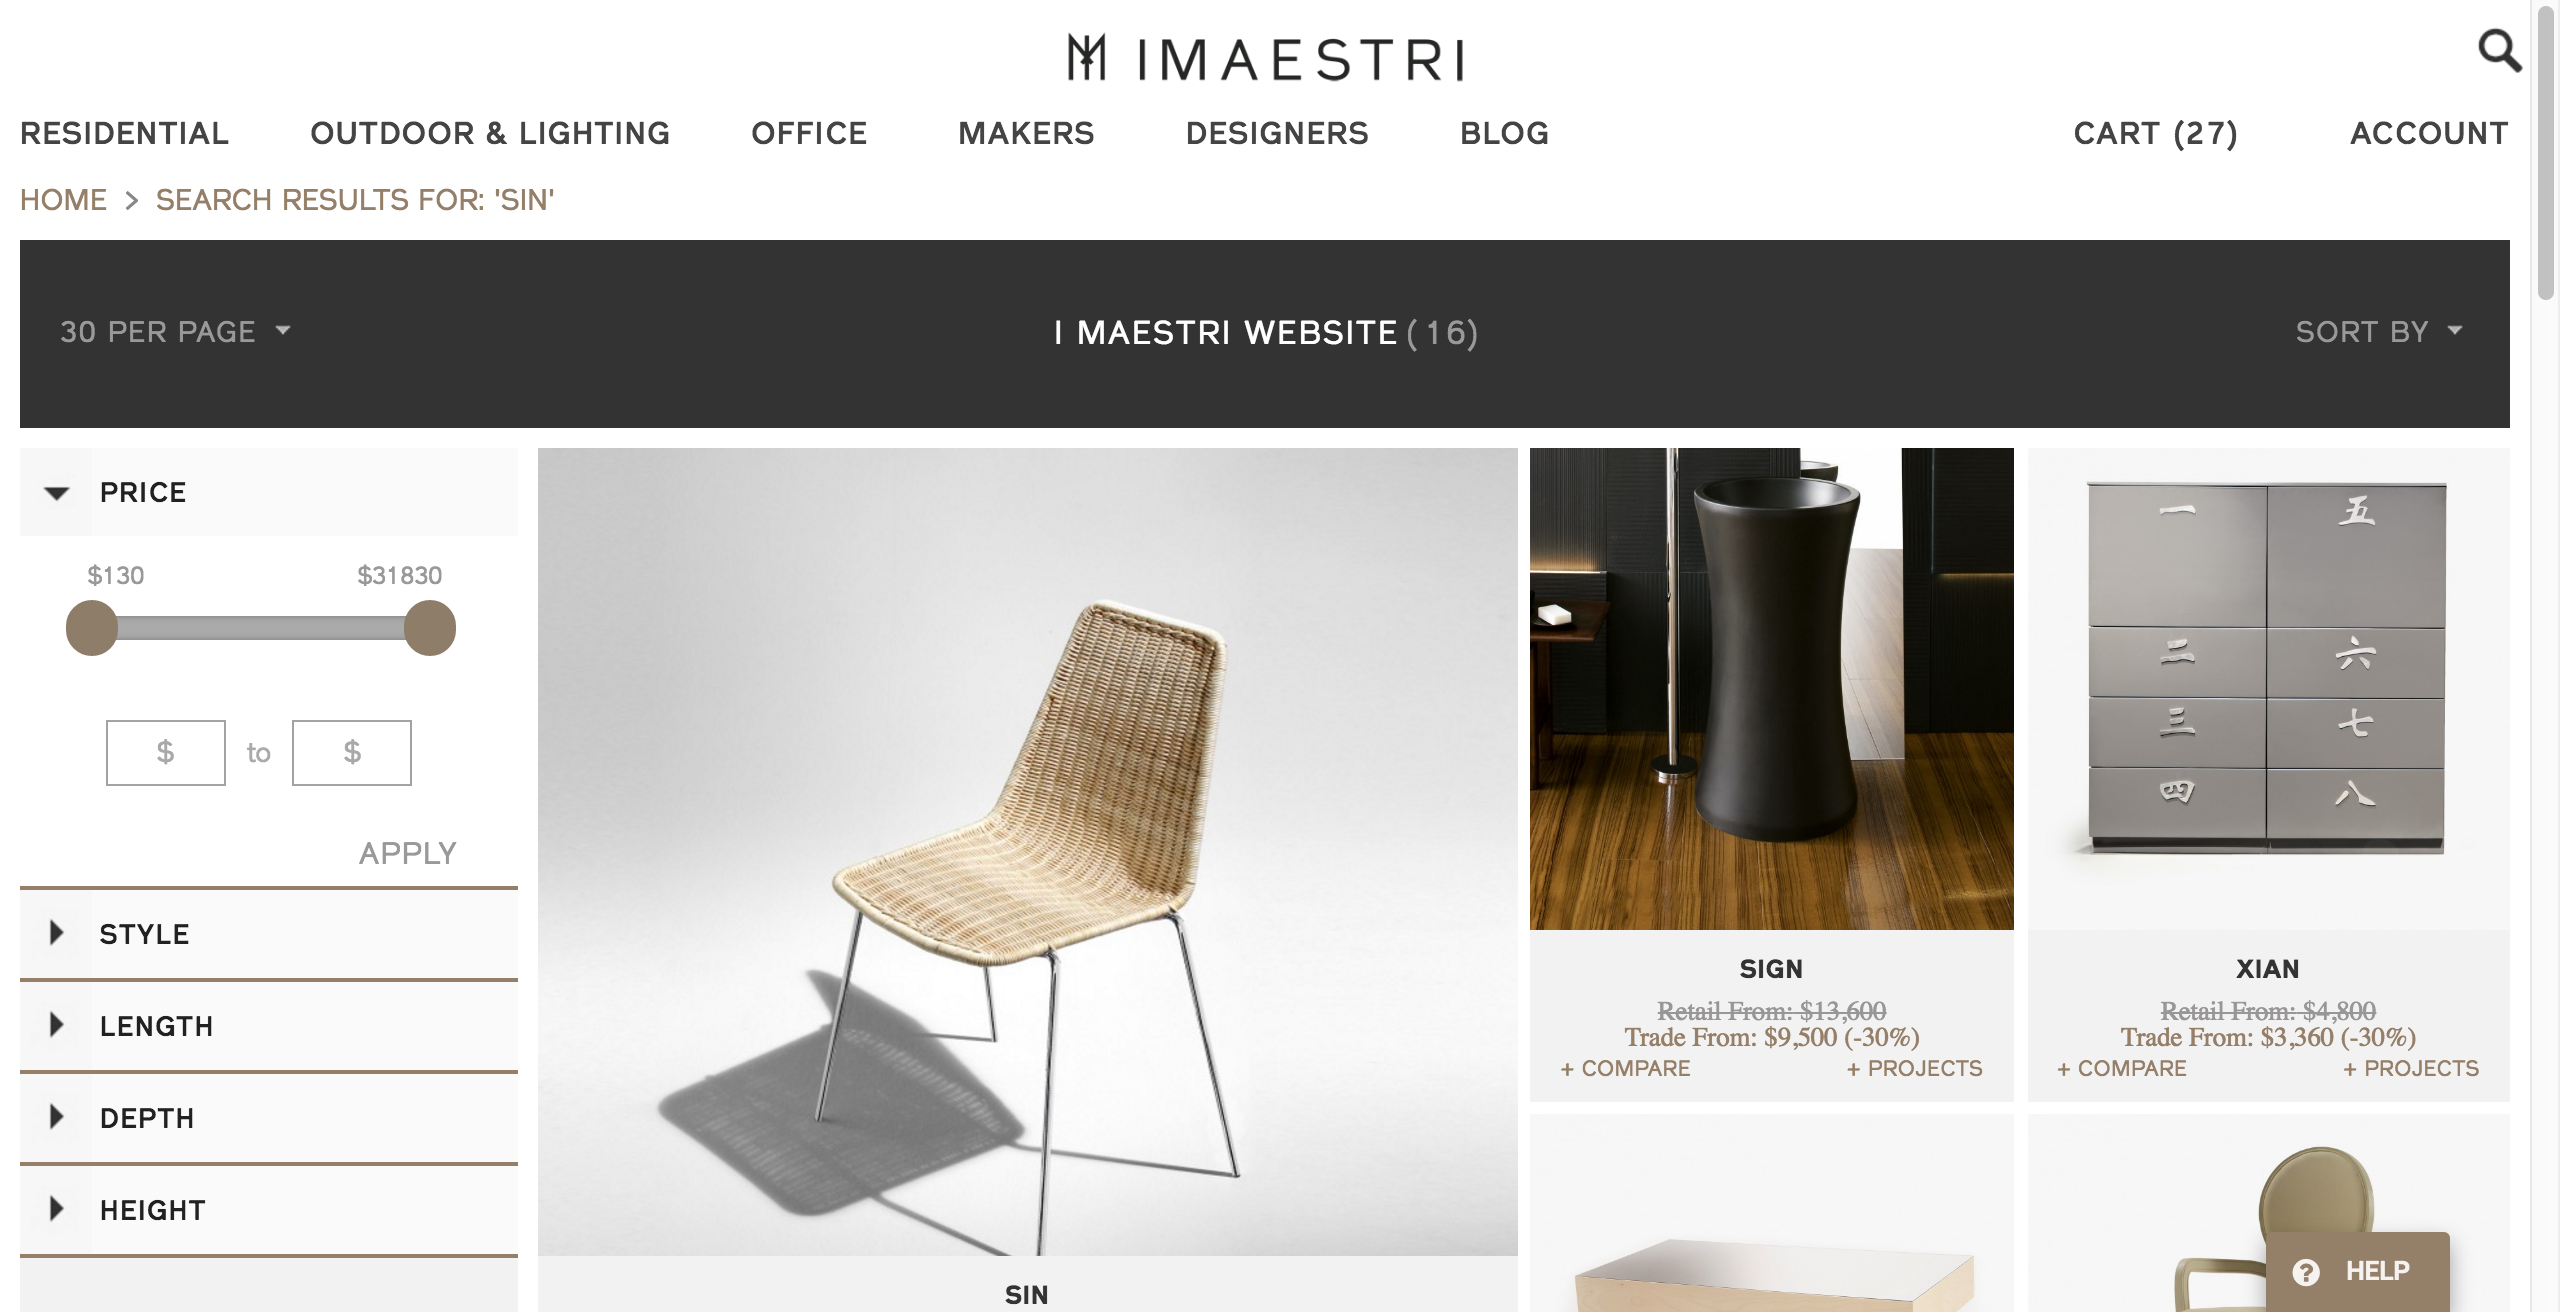 IMAESTRI
RESIDENTIAL
OUTDOOR & LIGHTING
OFFICE
MAKERS
DESIGNERS
BLOG
CART (27)
ACCOUNT
HOME > SEARCH RESULTS FOR: 'SIN'
30 PER PAGE
I MAESTRI WEBSITE (16)
SORT BY
PRICE
$130
$31830
$ to $
APPLY
STYLE
LENGTH
DEPTH
HEIGHT
SIN
SIGN
Retail From: $13,600
Trade From: $9,500 (-30%)
+ COMPARE
+ PROJECTS
一
五
二
六
三
七
四
八
XIAN
Retail From: $4,800
Trade From: $3,360 (-30%)
+ COMPARE
+ PROJECTS
? HELP